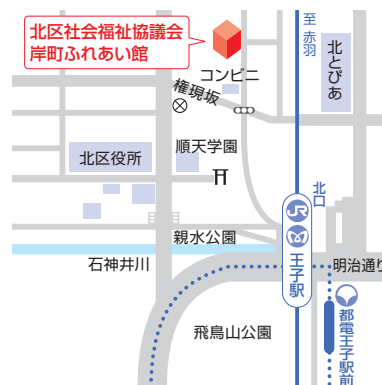 北区社会福祉協議会
岸町ふれあい館
至 赤羽
北とぴあ
コンビニ
権現坂
順天学園
北区役所
北口
JR
親水公園
王子駅
石神井川
明治通り
都電王子駅前
飛鳥山公園